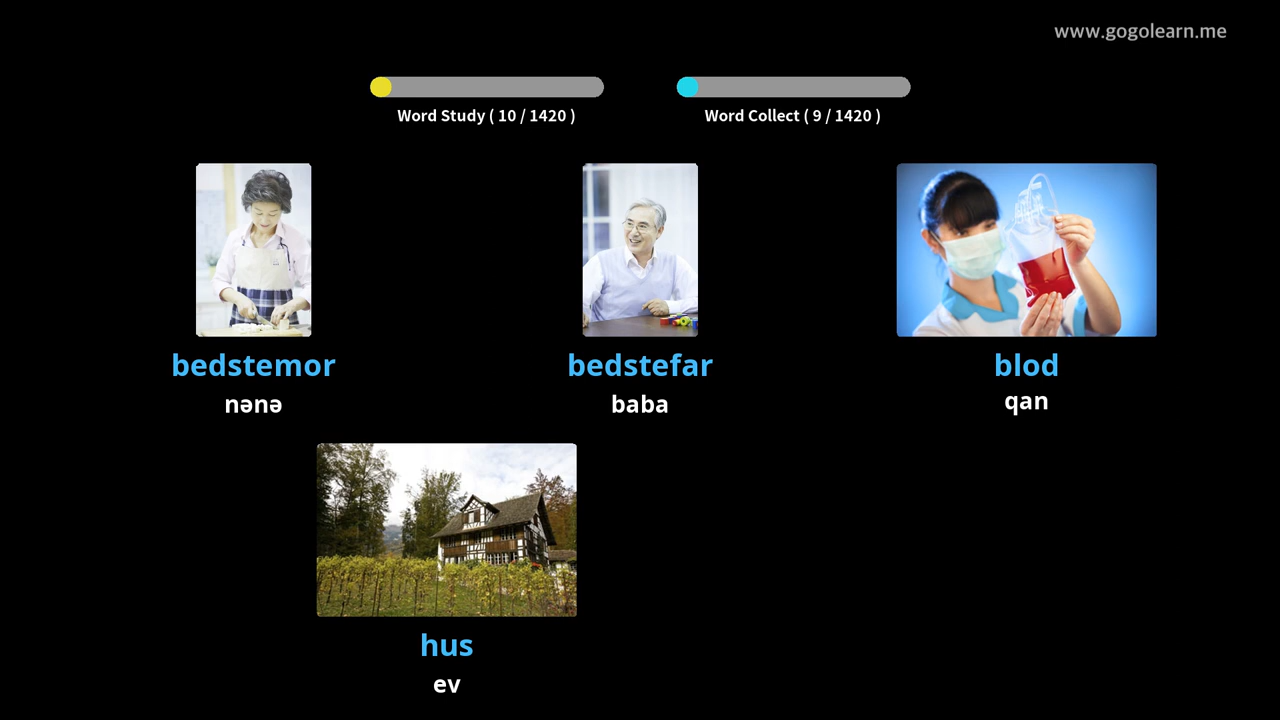 www.gogolearn.me
Word Study ( 10 / 1420 )
Word Collect ( 9 / 1420 )
bedstemor
nənə
bedstefar
baba
blod
qan
hus
ev